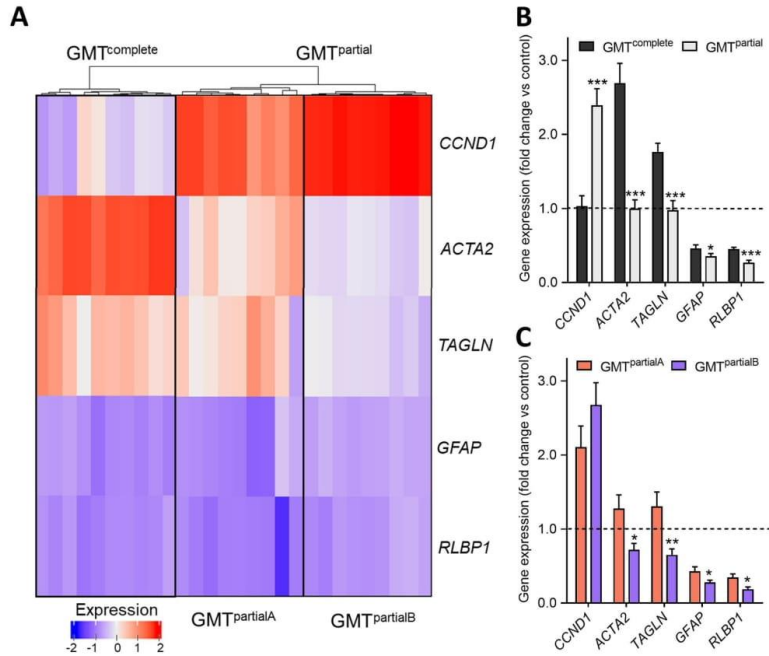 A
GMTcomplete
GMTpartial
CCND1
ACTA2
TAGLN
GFAP
RLBP1
Expression
-2 -1 0 1 2
GMTpartialA
GMTpartialB
B
GMTcomplete GMTpartial
Gene expression (fold change vs control)
3.0
2.0
1.0
0.0
***
***
***
*
***
CCND1
ACTA2
TAGLN
GFAP
RLBP1
C
GMTpartialA GMTpartialB
Gene expression (fold change vs control)
3.0
2.0
1.0
0.0
*
**
*
*
CCND1
ACTA2
TAGLN
GFAP
RLBP1